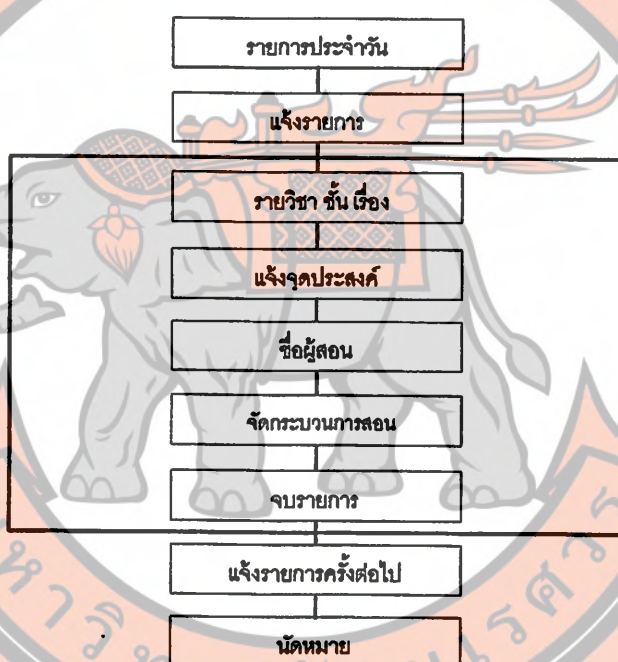 รายการประจำวัน
แจ้งรายการ
รายวิชา ชั้น เรื่อง
แจ้งจุดประสงค์
ชื่อผู้สอน
จัดกระบวนการสอน
จบรายการ
แจ้งรายการครั้งต่อไป
นัดหมาย